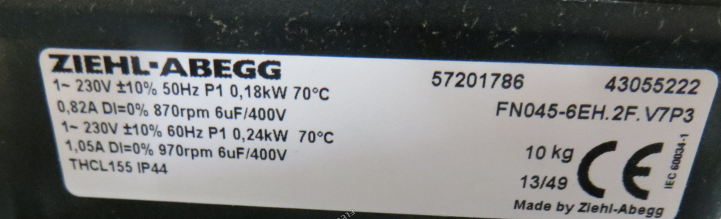 ZIEHL-ABEGG
1~ 230V ±10% 50Hz P1 0,18kW 70°C
0,82A DI=0% 870rpm 6uF/400V
1~ 230V ±10% 60Hz P1 0,24kW 70°C
1,05A DI=0% 970rpm 6uF/400V
THCL155 IP44
57201786 43055222
FN045-6EH.2F.V7P3
10 kg CE
13/49
IEC 60034-1
Made by Ziehl-Abegg